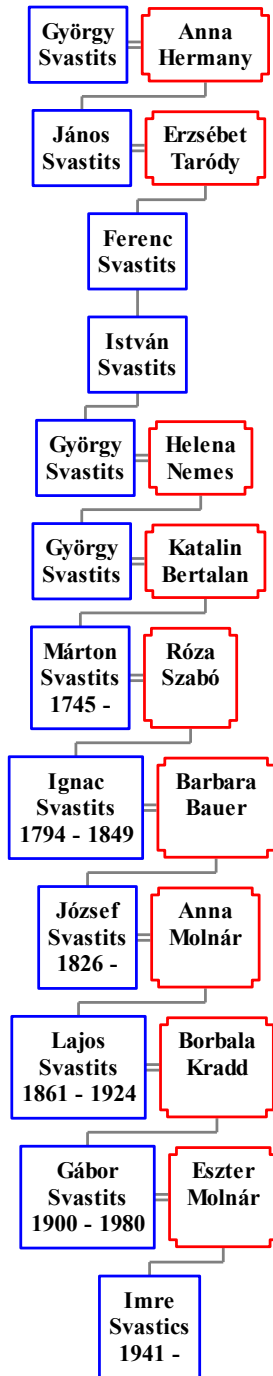 György
Svastits
Anna
Hermany
János
Svastits
Erzsébet
Taródy
Ferenc
Svastits
István
Svastits
György
Svastits
Helena
Nemes
György
Svastits
Katalin
Bertalan
Márton
Svastits
1745 -
Róza
Szabó
Ignac
Svastits
1794 - 1849
Barbara
Bauer
József
Svastits
1826 -
Anna
Molnár
Lajos
Svastits
1861 - 1924
Borbala
Kradd
Gábor
Svastits
1900 - 1980
Eszter
Molnár
Imre
Svastics
1941 -